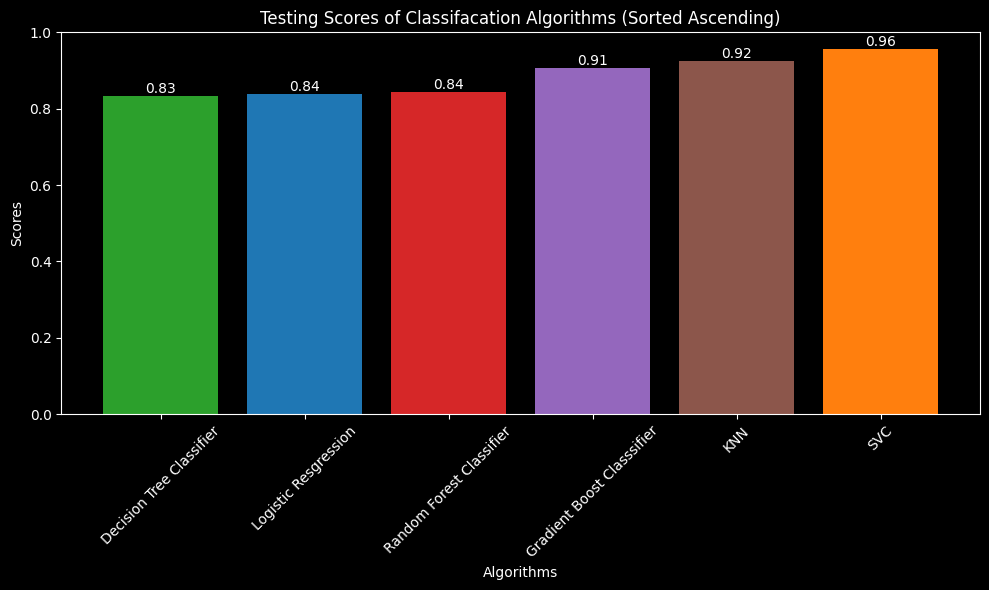 Testing Scores of Classifacation Algorithms (Sorted Ascending)
Scores
1.0
0.8
0.6
0.4
0.2
0.0
0.83
0.84
0.84
0.91
0.92
0.96
Decision Tree Classifier
Logistic Resgression
Random Forest Classifier
Gradient Boost Classsifier
KNN
SVC
Algorithms